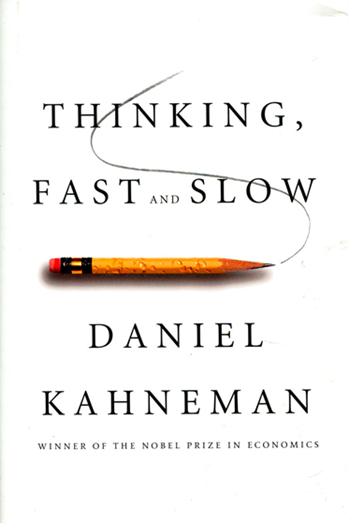 THINKING,
FAST AND SLOW
DANIEL
KAHNEMAN
WINNER OF THE NOBEL PRIZE IN ECONOMICS